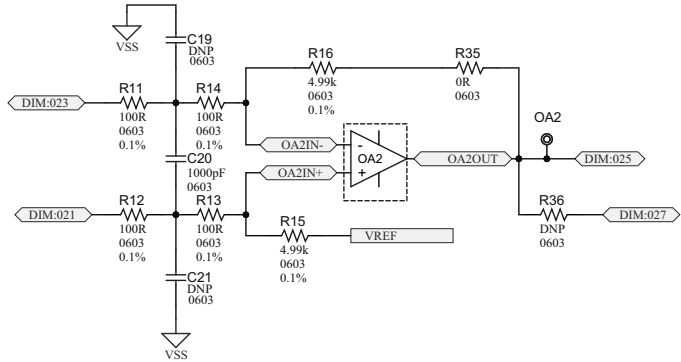 C19
DNP
0603
VSS
R16
4.99k
0603
0.1%
R35
0R
0603
DIM:023
R11
100R
0603
0.1%
R14
100R
0603
0.1%
OA2
C20
1000pF
0603
OA2IN-
-
OA2
+
OA2OUT
DIM:025
OA2IN+
DIM:021
R12
100R
0603
0.1%
R13
100R
0603
0.1%
R15
4.99k
0603
0.1%
VREF
R36
DNP
0603
DIM:027
C21
DNP
0603
VSS